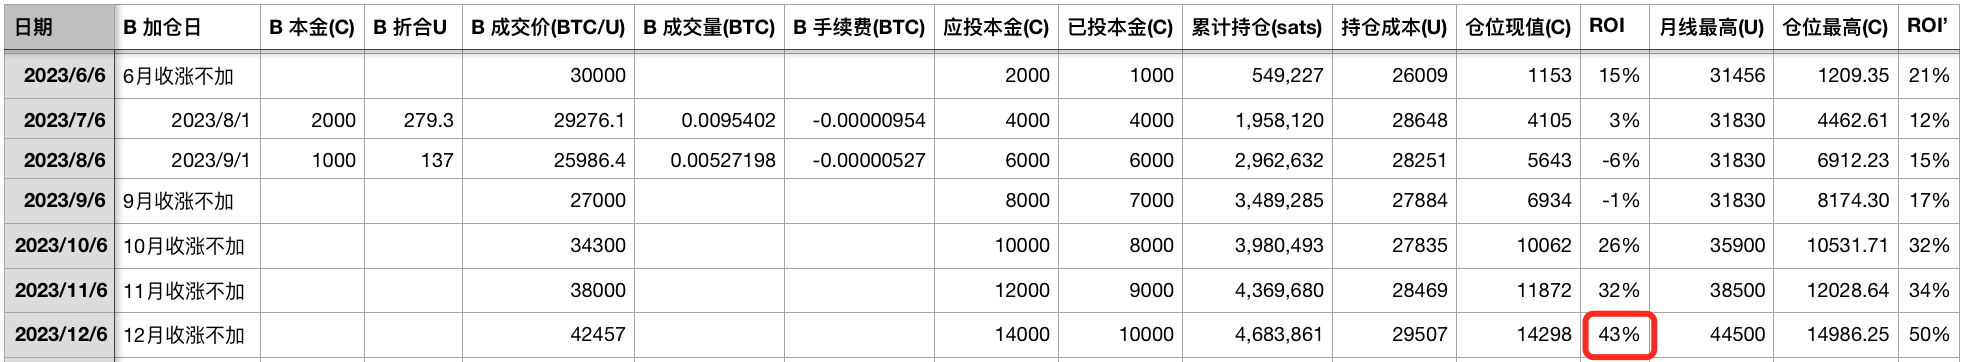 日期 B 加仓日 B 本金(C) B 折合U B 成交价(BTC/U) B 成交量(BTC) B 手续费(BTC) 应投本金(C) 已投本金(C) 累计持仓(sats) 持仓成本(U) 仓位现值(C) ROI 月线最高(U) 仓位最高(C) ROI'
2023/6/6 6月收涨不加 30000 2000 1000 549,227 26009 1153 15% 31456 1209.35 21%
2023/7/6 2023/8/1 2000 279.3 29276.1 0.0095402 -0.00000954 4000 4000 1,958,120 28648 4105 3% 31830 4462.61 12%
2023/8/6 2023/9/1 1000 137 25986.4 0.00527198 -0.00000527 6000 6000 2,962,632 28251 5643 -6% 31830 6912.23 15%
2023/9/6 9月收涨不加 27000 8000 7000 3,489,285 27884 6934 -1% 31830 8174.30 17%
2023/10/6 10月收涨不加 34300 10000 8000 3,980,493 27835 10062 26% 35900 10531.71 32%
2023/11/6 11月收涨不加 38000 12000 9000 4,369,680 28469 11872 32% 38500 12028.64 34%
2023/12/6 12月收涨不加 42457 14000 10000 4,683,861 29507 14298 43% 44500 14986.25 50%